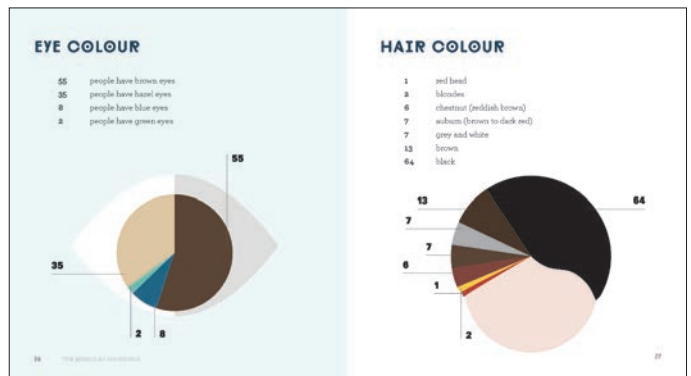 EYE COLOUR
55 people have brown eyes
35 people have hazel eyes
8 people have blue eyes
2 people have green eyes
55
35
2
8
26
HAIR COLOUR
1 red head
2 blondes
6 chestnut (reddish brown)
7 auburn (brown to dark red)
7 grey and white
13 brown
64 black
13
64
7
7
6
1
2
27